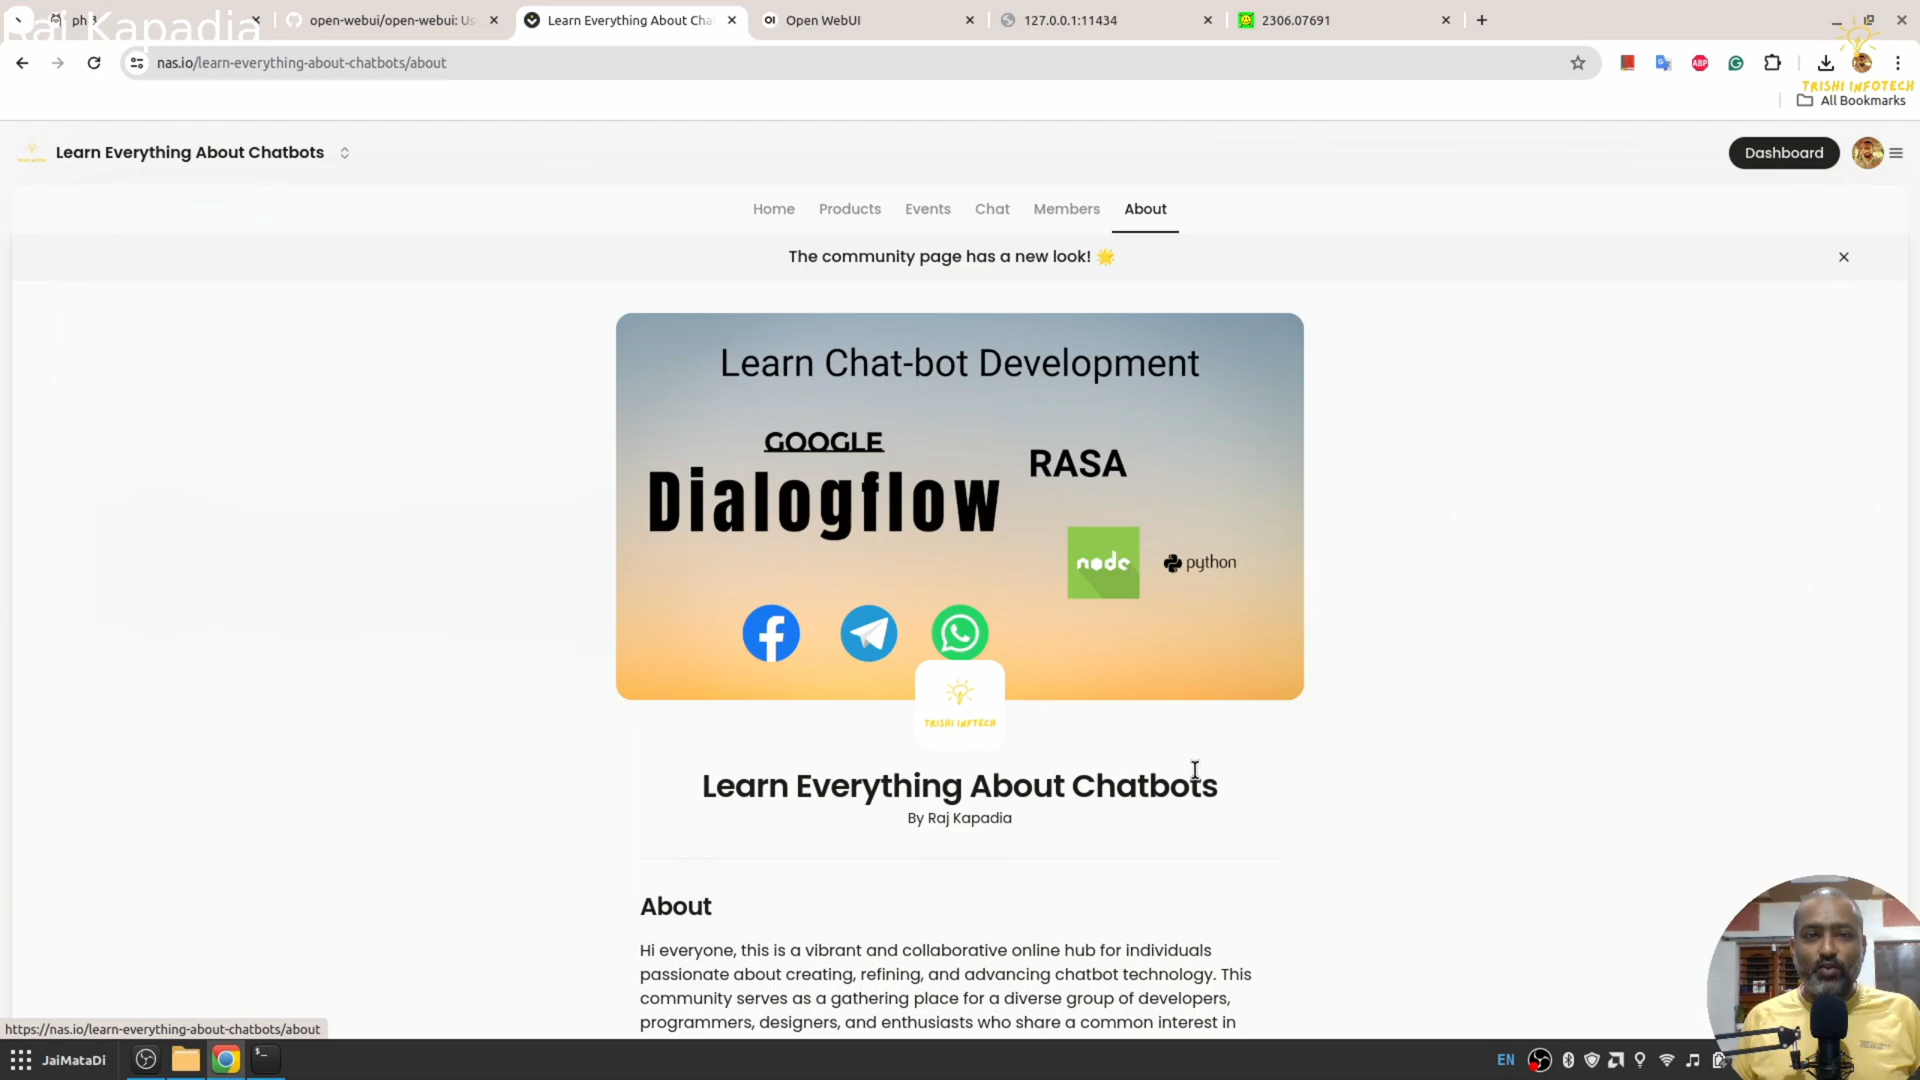 Raj Kapadia
ph 3
open-webui/open-webui: Us
Learn Everything About Cha
OI Open WebUI
127.0.0.1:11434
2306.07691
nas.io/learn-everything-about-chatbots/about
ABP
TRISHI INFOTECH
All Bookmarks
Learn Everything About Chatbots
Dashboard
Home Products Events Chat Members About
The community page has a new look! 🌟
Learn Chat-bot Development
GOOGLE
Dialogflow
RASA
node
python
TRISHI INFTECH
Learn Everything About Chatbots
By Raj Kapadia
About
Hi everyone, this is a vibrant and collaborative online hub for individuals
passionate about creating, refining, and advancing chatbot technology. This
community serves as a gathering place for a diverse group of developers,
programmers, designers, and enthusiasts who share a common interest in
https://nas.io/learn-everything-about-chatbots/about
JaiMataDi
EN